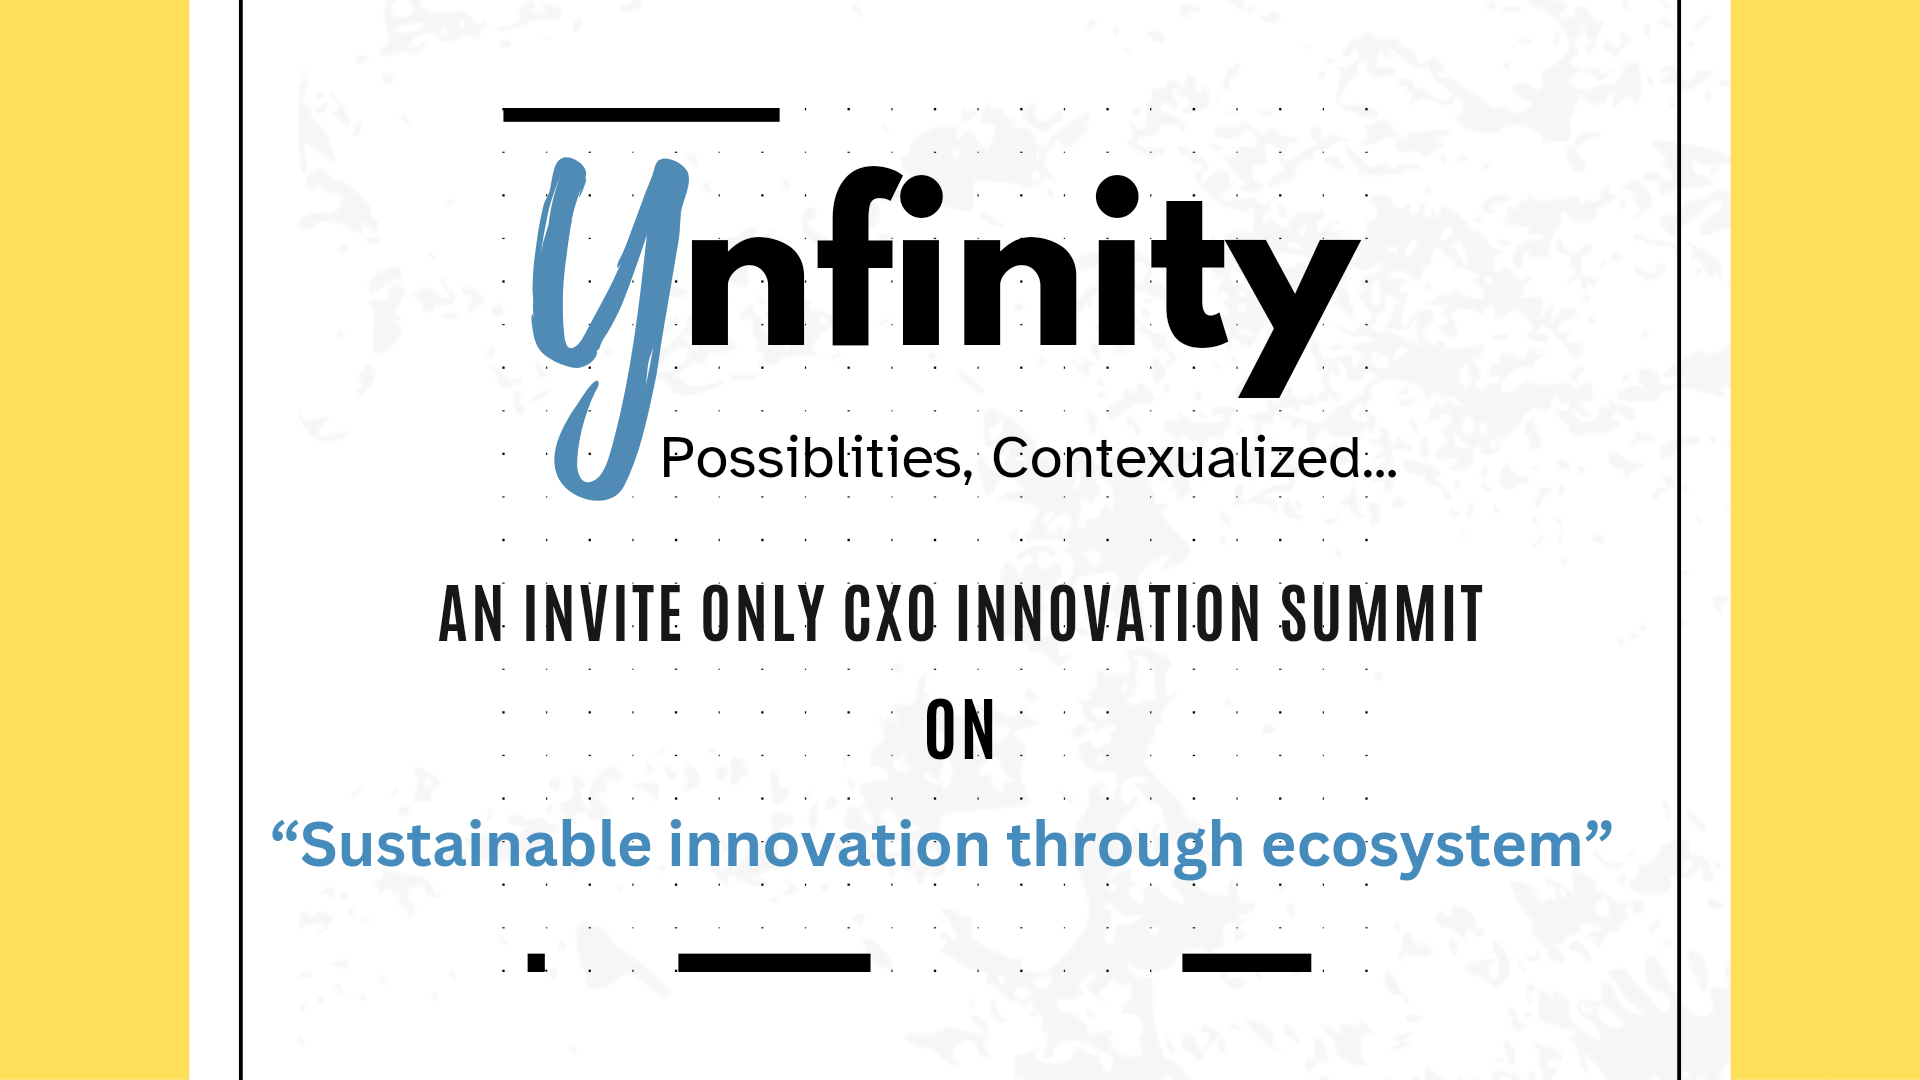 Ynfinity
Possiblities, Contexualized...
AN INVITE ONLY CXO INNOVATION SUMMIT
ON
“Sustainable innovation through ecosystem”